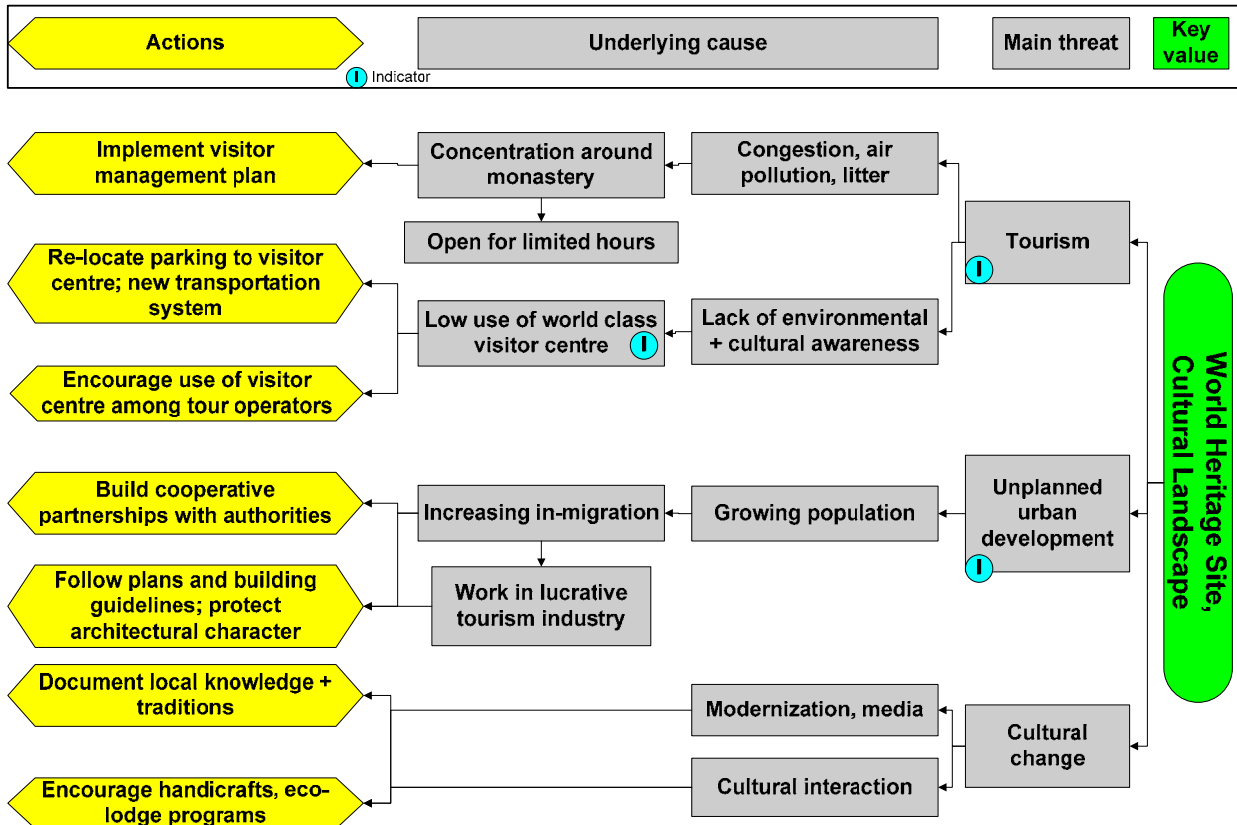 Actions
Underlying cause
Main threat
Key
value
I Indicator
Implement visitor
management plan
Concentration around
monastery
Congestion, air
pollution, litter
Open for limited hours
Tourism
I
Re-locate parking to visitor
centre; new transportation
system
Low use of world class
visitor centre I
Lack of environmental
+ cultural awareness
Encourage use of visitor
centre among tour operators
World Heritage Site,
Cultural Landscape
Build cooperative
partnerships with authorities
Increasing in-migration
Growing population
Unplanned
urban
development
I
Follow plans and building
guidelines; protect
architectural character
Work in lucrative
tourism industry
Document local knowledge +
traditions
Modernization, media
Cultural
change
Cultural interaction
Encourage handicrafts, eco-
lodge programs